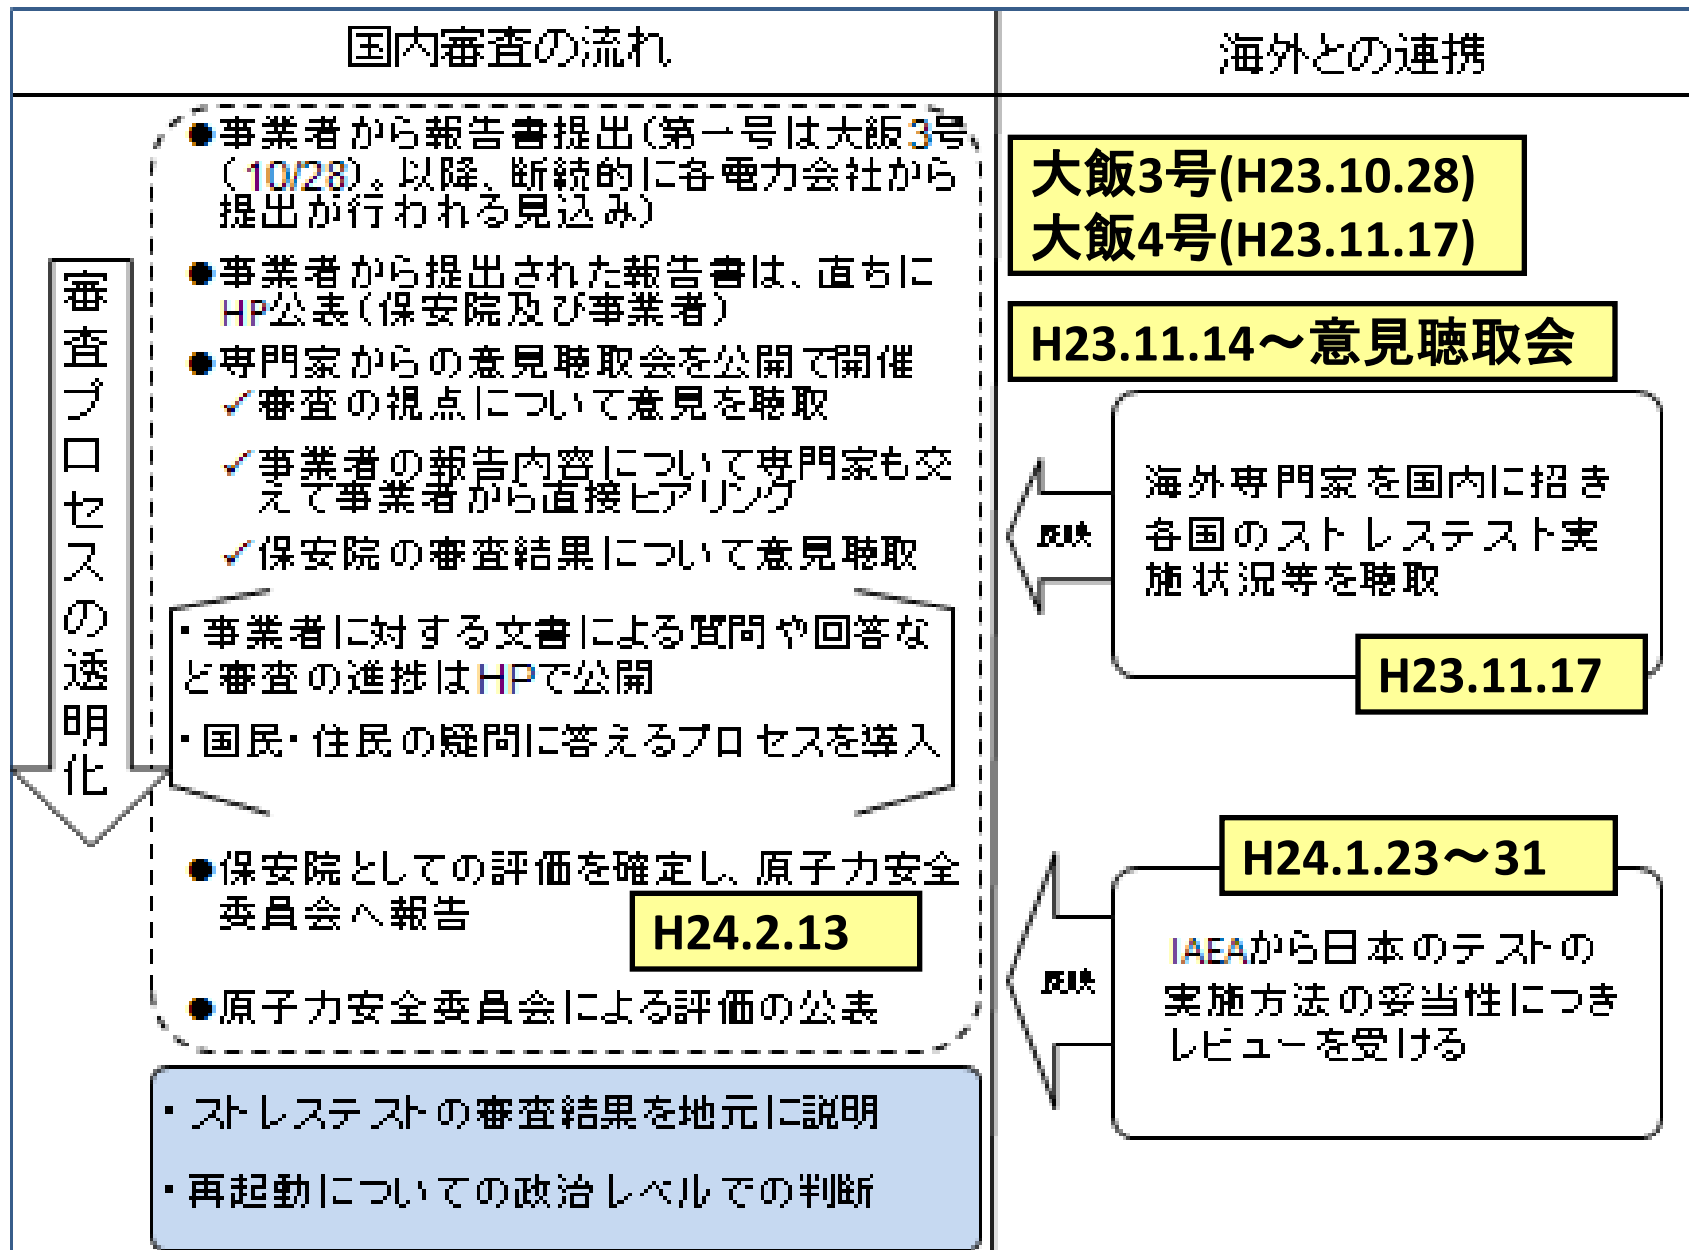 国内審査の流れ
海外との連携
審査プロセスの透明化
●事業者から報告書提出(第一号は大飯3号
(10/28)。以降、断続的に各電力会社から
提出が行われる見込み)
●事業者から提出された報告書は、直ちに
HP公表(保安院及び事業者)
●専門家からの意見聴取会を公開で開催
✓審査の視点について意見を聴取
✓事業者の報告内容について専門家も交
えて事業者から直接ヒアリング
✓保安院の審査結果について意見聴取
・事業者に対する文書による質問や回答な
ど審査の進捗はHPで公開
・国民・住民の疑問に答えるプロセスを導入
●保安院としての評価を確定し、原子力安全
委員会へ報告
H24.2.13
●原子力安全委員会による評価の公表
・ストレステストの審査結果を地元に説明
・再起動についての政治レベルでの判断
大飯3号(H23.10.28)
大飯4号(H23.11.17)
H23.11.14～意見聴取会
反映
海外専門家を国内に招き
各国のストレステスト実
施状況等を聴取
H23.11.17
H24.1.23～31
反映
IAEAから日本のテストの
実施方法の妥当性につき
レビューを受ける